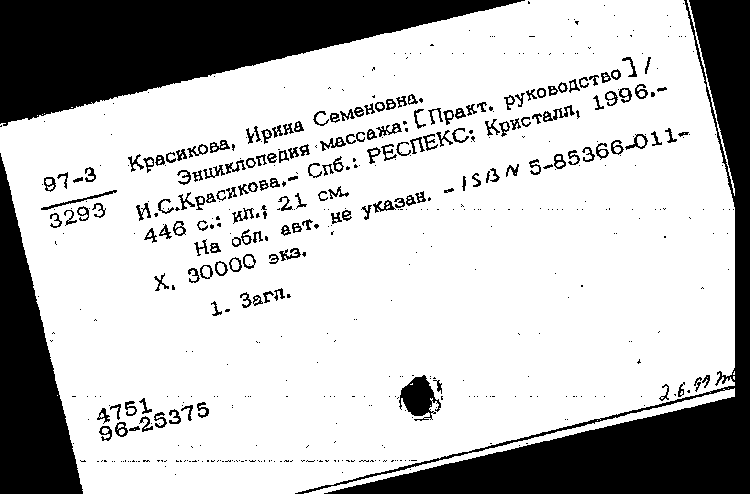 97-3
3293
Красикова, Ирина Семеновна.
Энциклопедия массажа: [Практ. руководство] /
И.С.Красикова.- Спб.: РЕСПЕКС; Кристалл, 1996.-
446 с.: ил.; 21 см.
На обл. авт. не указан. - ISBN 5-85366-011-
X. 30000 экз.
1. Загл.
4751
96-25375
2.6.97